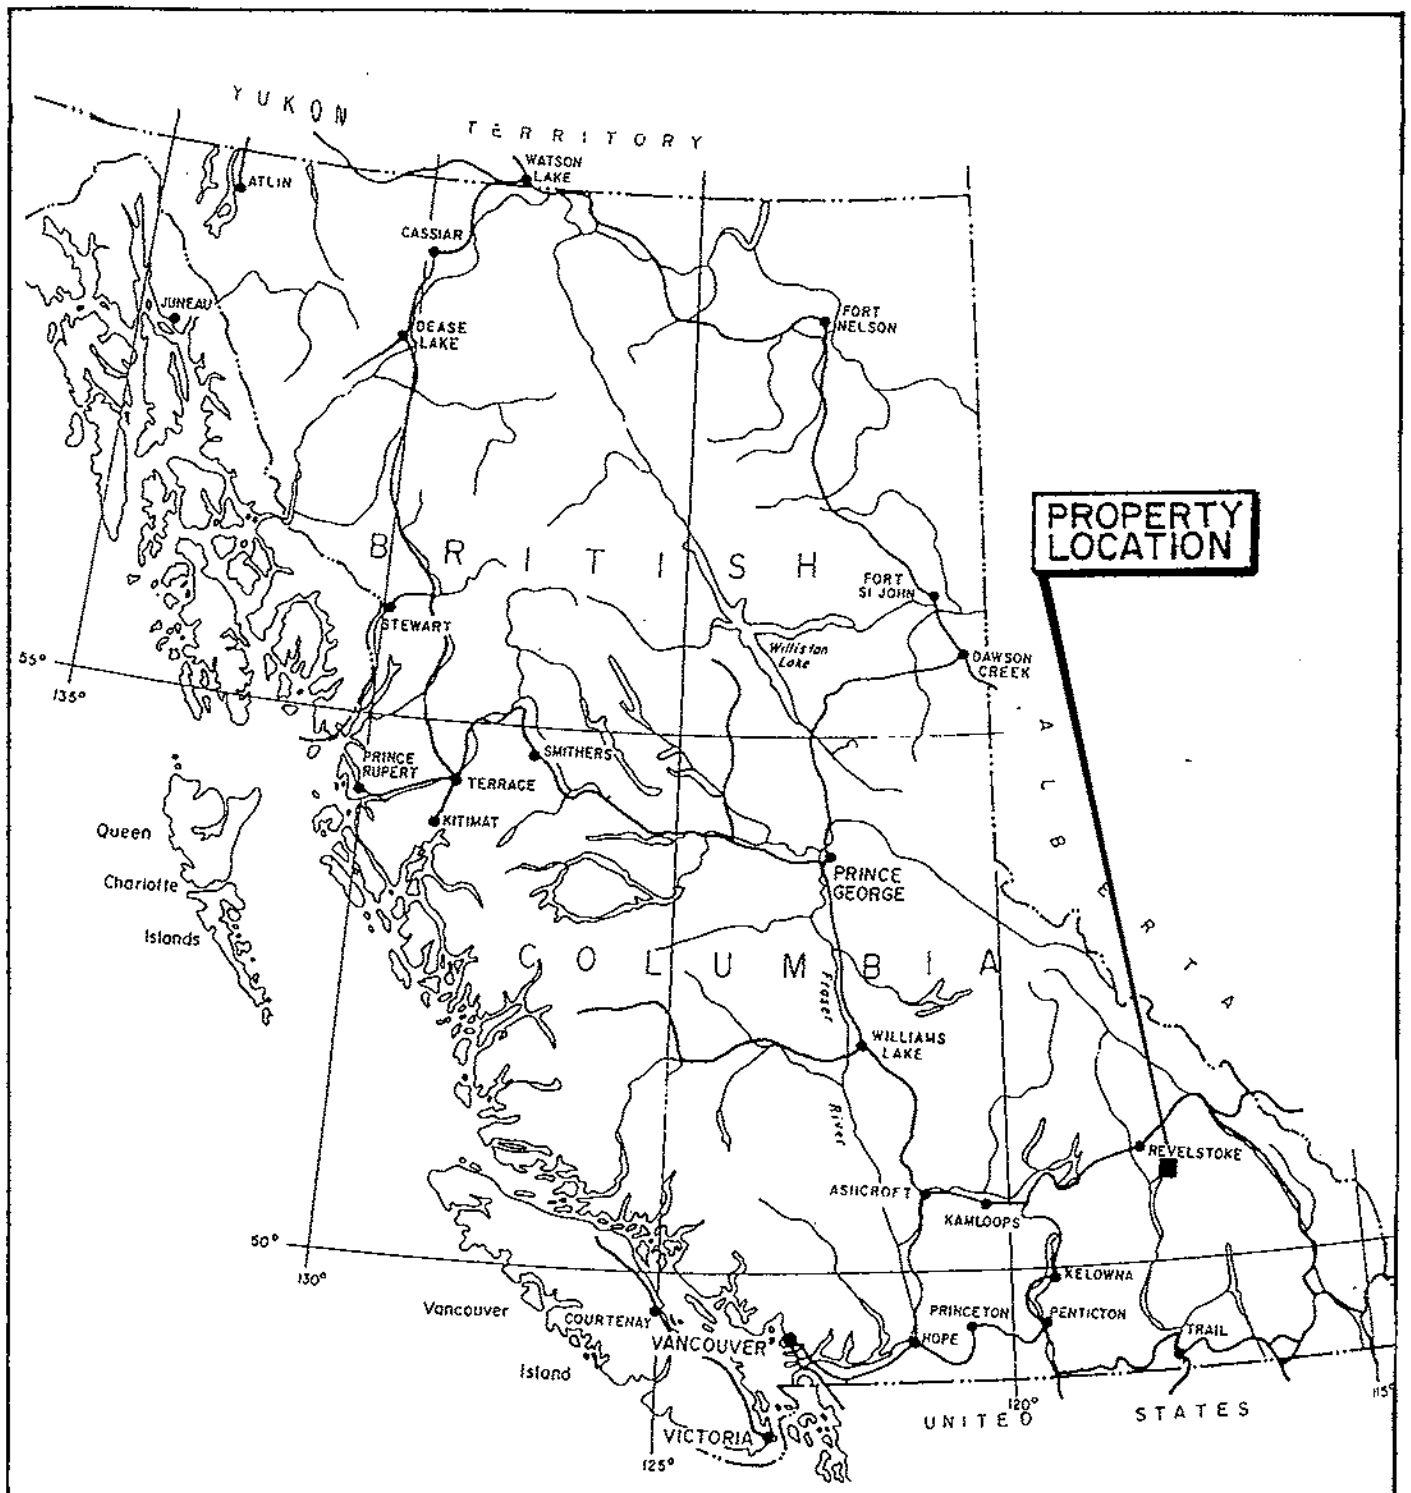 YUKON
TERRITORY
WATSON
LAKE
ATLIN
CASSIAR
JUNEAU
DEASE
LAKE
FORT
NELSON
PROPERTY
LOCATION
BRITISH
FORT
ST JOHN
STEWART
Williston
Lake
DAWSON
CREEK
55°
135°
ALBERTA
PRINCE
RUPERT
SMITHERS
TERRACE
KITIMAT
Queen
Charlotte
Islands
PRINCE
GEORGE
COLUMBIA
Fraser
River
WILLIAMS
LAKE
REVELSTOKE
ASHCROFT
KAMLOOPS
50°
130°
KELOWNA
Vancouver
Island
COURTENAY
VANCOUVER
PRINCETON
PENTICTON
HOPE
TRAIL
120°
115°
UNITED STATES
VICTORIA
125°